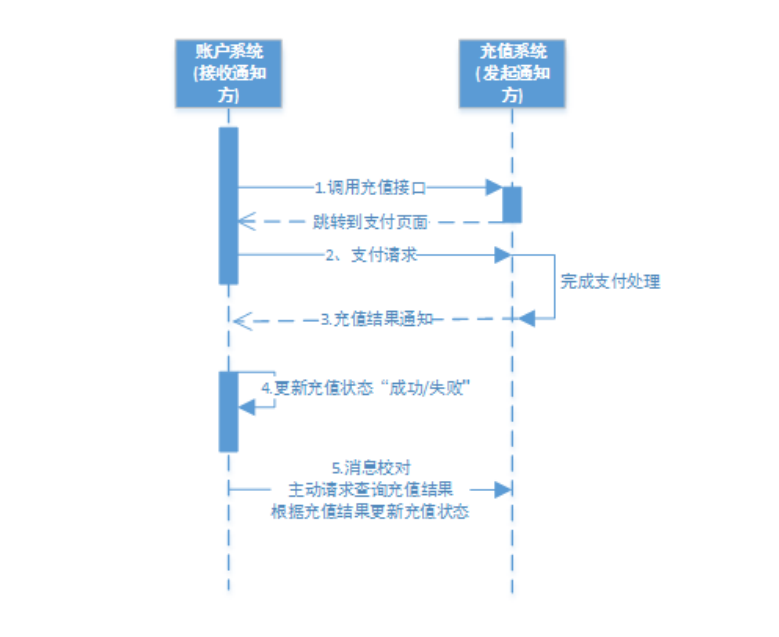 账户系统
(接收通知
方)
充值系统
(发起通知
方)
1.调用充值接口
跳转到支付页面
2、支付请求
完成支付处理
3.充值结果通知
4.更新充值状态“成功/失败”
5.消息校对
主动请求查询充值结果
根据充值结果更新充值状态